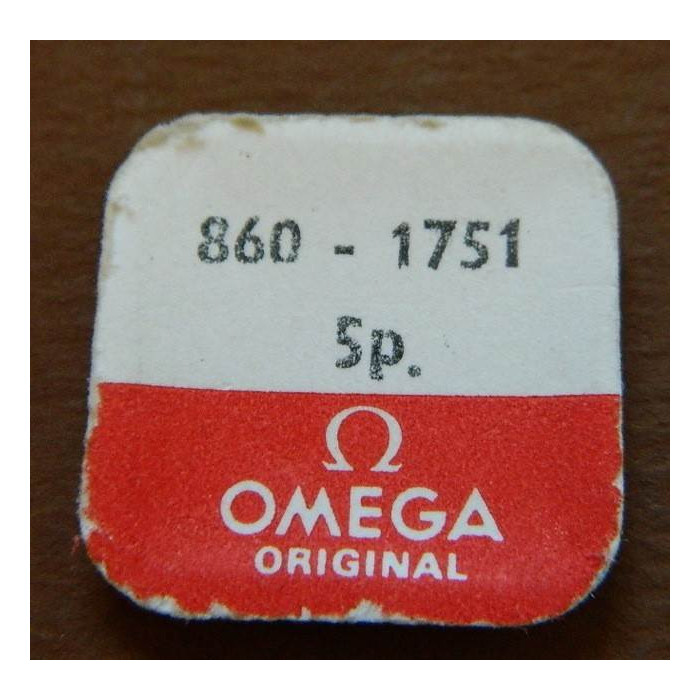 860 - 1751
Sp.
Ω
OMEGA
ORIGINAL